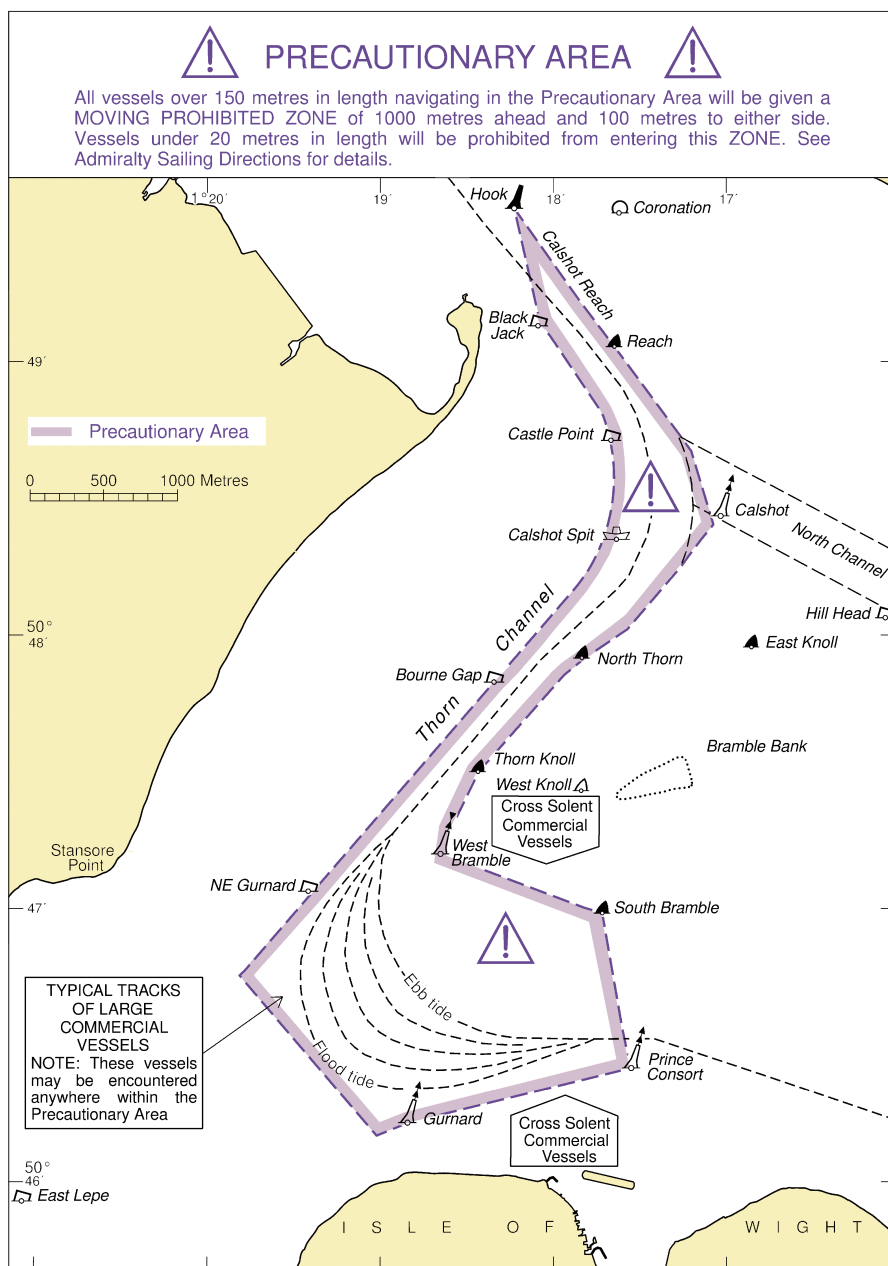 PRECAUTIONARY AREA
All vessels over 150 metres in length navigating in the Precautionary Area will be given a
MOVING PROHIBITED ZONE of 1000 metres ahead and 100 metres to either side.
Vessels under 20 metres in length will be prohibited from entering this ZONE. See
Admiralty Sailing Directions for details.
1°20′
19′
18′
17′
Hook
Coronation
Calshot Reach
Black
Jack
Reach
49′
Precautionary Area
Castle Point
0 500 1000 Metres
Calshot
Calshot Spit
North Channel
Hill Head
50°
48′
East Knoll
North Thorn
Bourne Gap
Thorn Channel
Bramble Bank
Thorn Knoll
West Knoll
Cross Solent
Commercial
Vessels
West
Bramble
Stansore
Point
NE Gurnard
47′
South Bramble
Ebb tide
TYPICAL TRACKS
OF LARGE
COMMERCIAL
VESSELS
NOTE: These vessels
may be encountered
anywhere within the
Precautionary Area
Flood tide
Prince
Consort
Gurnard
Cross Solent
Commercial
Vessels
50°
46′
East Lepe
ISLE OF WIGHT